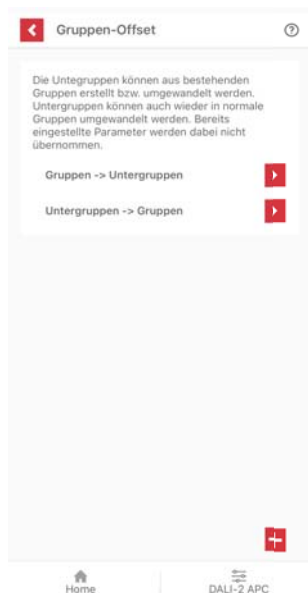 Gruppen-Offset
Die Untegruppen können aus bestehenden
Gruppen erstellt bzw. umgewandelt werden.
Untergruppen können auch wieder in normale
Gruppen umgewandelt werden. Bereits
eingestellte Parameter werden dabei nicht
übernommen.
Gruppen -> Untergruppen
Untergruppen -> Gruppen
Home
DALI-2 APC